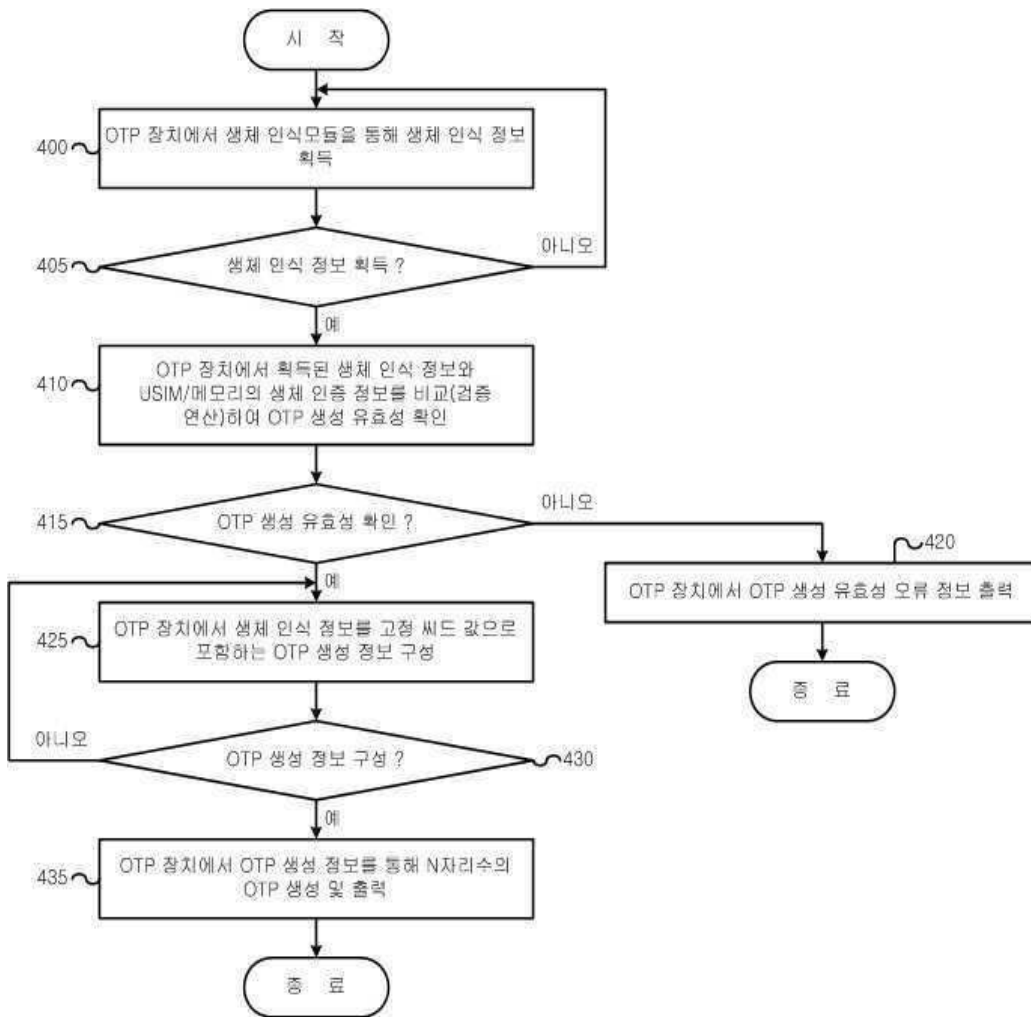 시 작
OTP 장치에서 생체 인식모듈을 통해 생체 인식 정보
획득
400
생체 인식 정보 획득 ?
405
아니오
예
OTP 장치에서 획득된 생체 인식 정보와
USIM/메모리의 생체 인증 정보를 비교(검증
연산)하여 OTP 생성 유효성 확인
410
OTP 생성 유효성 확인 ?
415
아니오
예
420
OTP 장치에서 OTP 생성 유효성 오류 정보 출력
종 료
OTP 장치에서 생체 인식 정보를 고정 씨드 값으로
포함하는 OTP 생성 정보 구성
425
아니오
OTP 생성 정보 구성 ?
430
예
OTP 장치에서 OTP 생성 정보를 통해 N자리수의
OTP 생성 및 출력
435
종 료